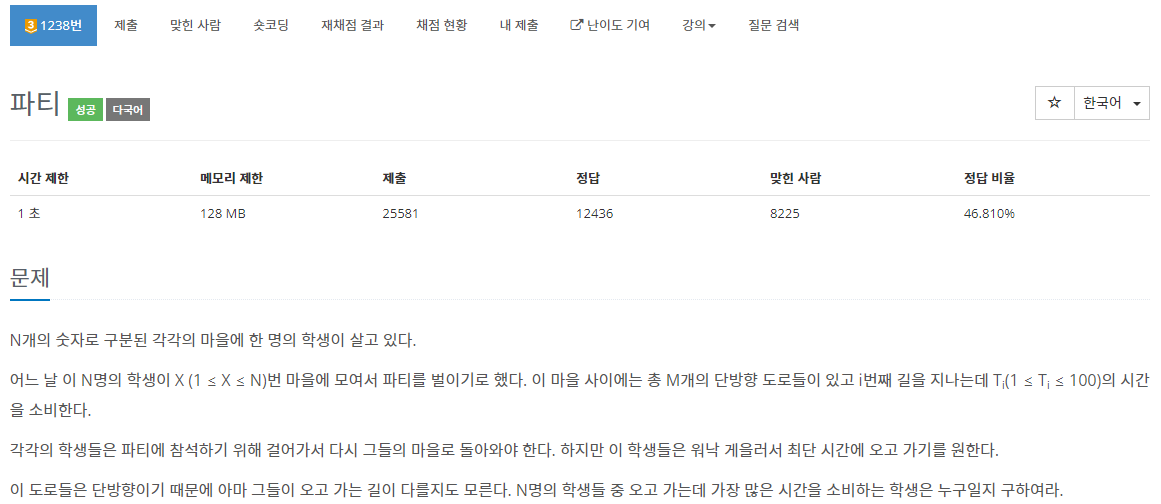 3 1238번 제출 맞힌 사람 숏코딩 재채점 결과 채점 현황 내 제출 난이도 기여 강의 질문 검색
파티 성공 다국어 ☆ 한국어
시간 제한 메모리 제한 제출 정답 맞힌 사람 정답 비율
1 초 128 MB 25581 12436 8225 46.810%
문제
N개의 숫자로 구분된 각각의 마을에 한 명의 학생이 살고 있다.
어느 날 이 N명의 학생이 X (1 ≤ X ≤ N)번 마을에 모여서 파티를 벌이기로 했다. 이 마을 사이에는 총 M개의 단방향 도로들이 있고 i번째 길을 지나는데 Ti(1 ≤ Ti ≤ 100)의 시간
을 소비한다.
각각의 학생들은 파티에 참석하기 위해 걸어가서 다시 그들의 마을로 돌아와야 한다. 하지만 이 학생들은 워낙 게을러서 최단 시간에 오고 가기를 원한다.
이 도로들은 단방향이기 때문에 아마 그들이 오고 가는 길이 다를지도 모른다. N명의 학생들 중 오고 가는데 가장 많은 시간을 소비하는 학생은 누구일지 구하여라.